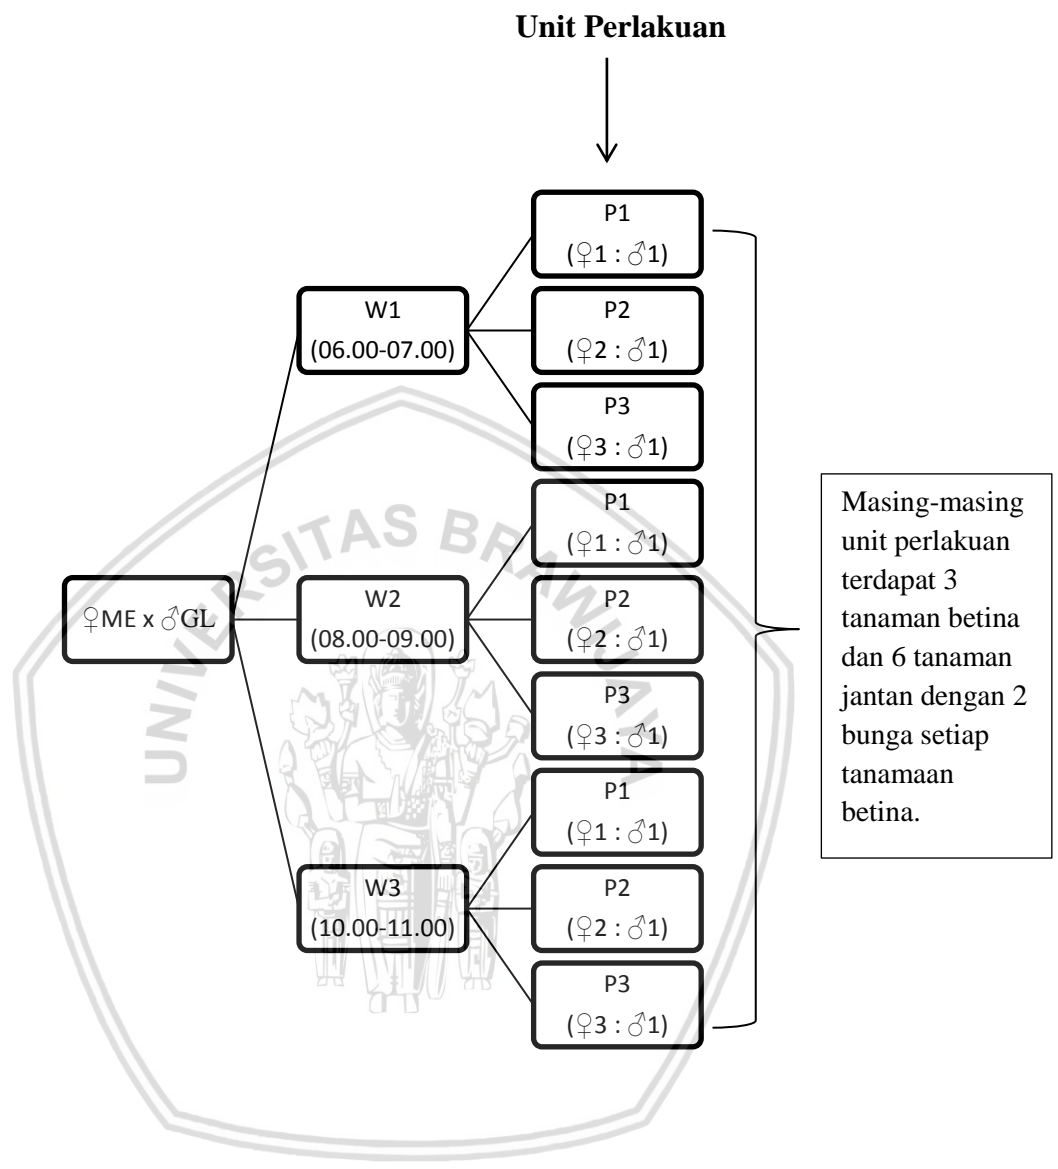 Unit Perlakuan
P1
(♀1 : ♂1)
W1
(06.00-07.00)
P2
(♀2 : ♂1)
P3
(♀3 : ♂1)
♀ME x ♂GL
W2
(08.00-09.00)
P1
(♀1 : ♂1)
P2
(♀2 : ♂1)
P3
(♀3 : ♂1)
W3
(10.00-11.00)
P1
(♀1 : ♂1)
P2
(♀2 : ♂1)
P3
(♀3 : ♂1)
Masing-masing
unit perlakuan
terdapat 3
tanaman betina
dan 6 tanaman
jantan dengan 2
bunga setiap
tanamaan
betina.
UNIVERSITAS BRAWIJAYA